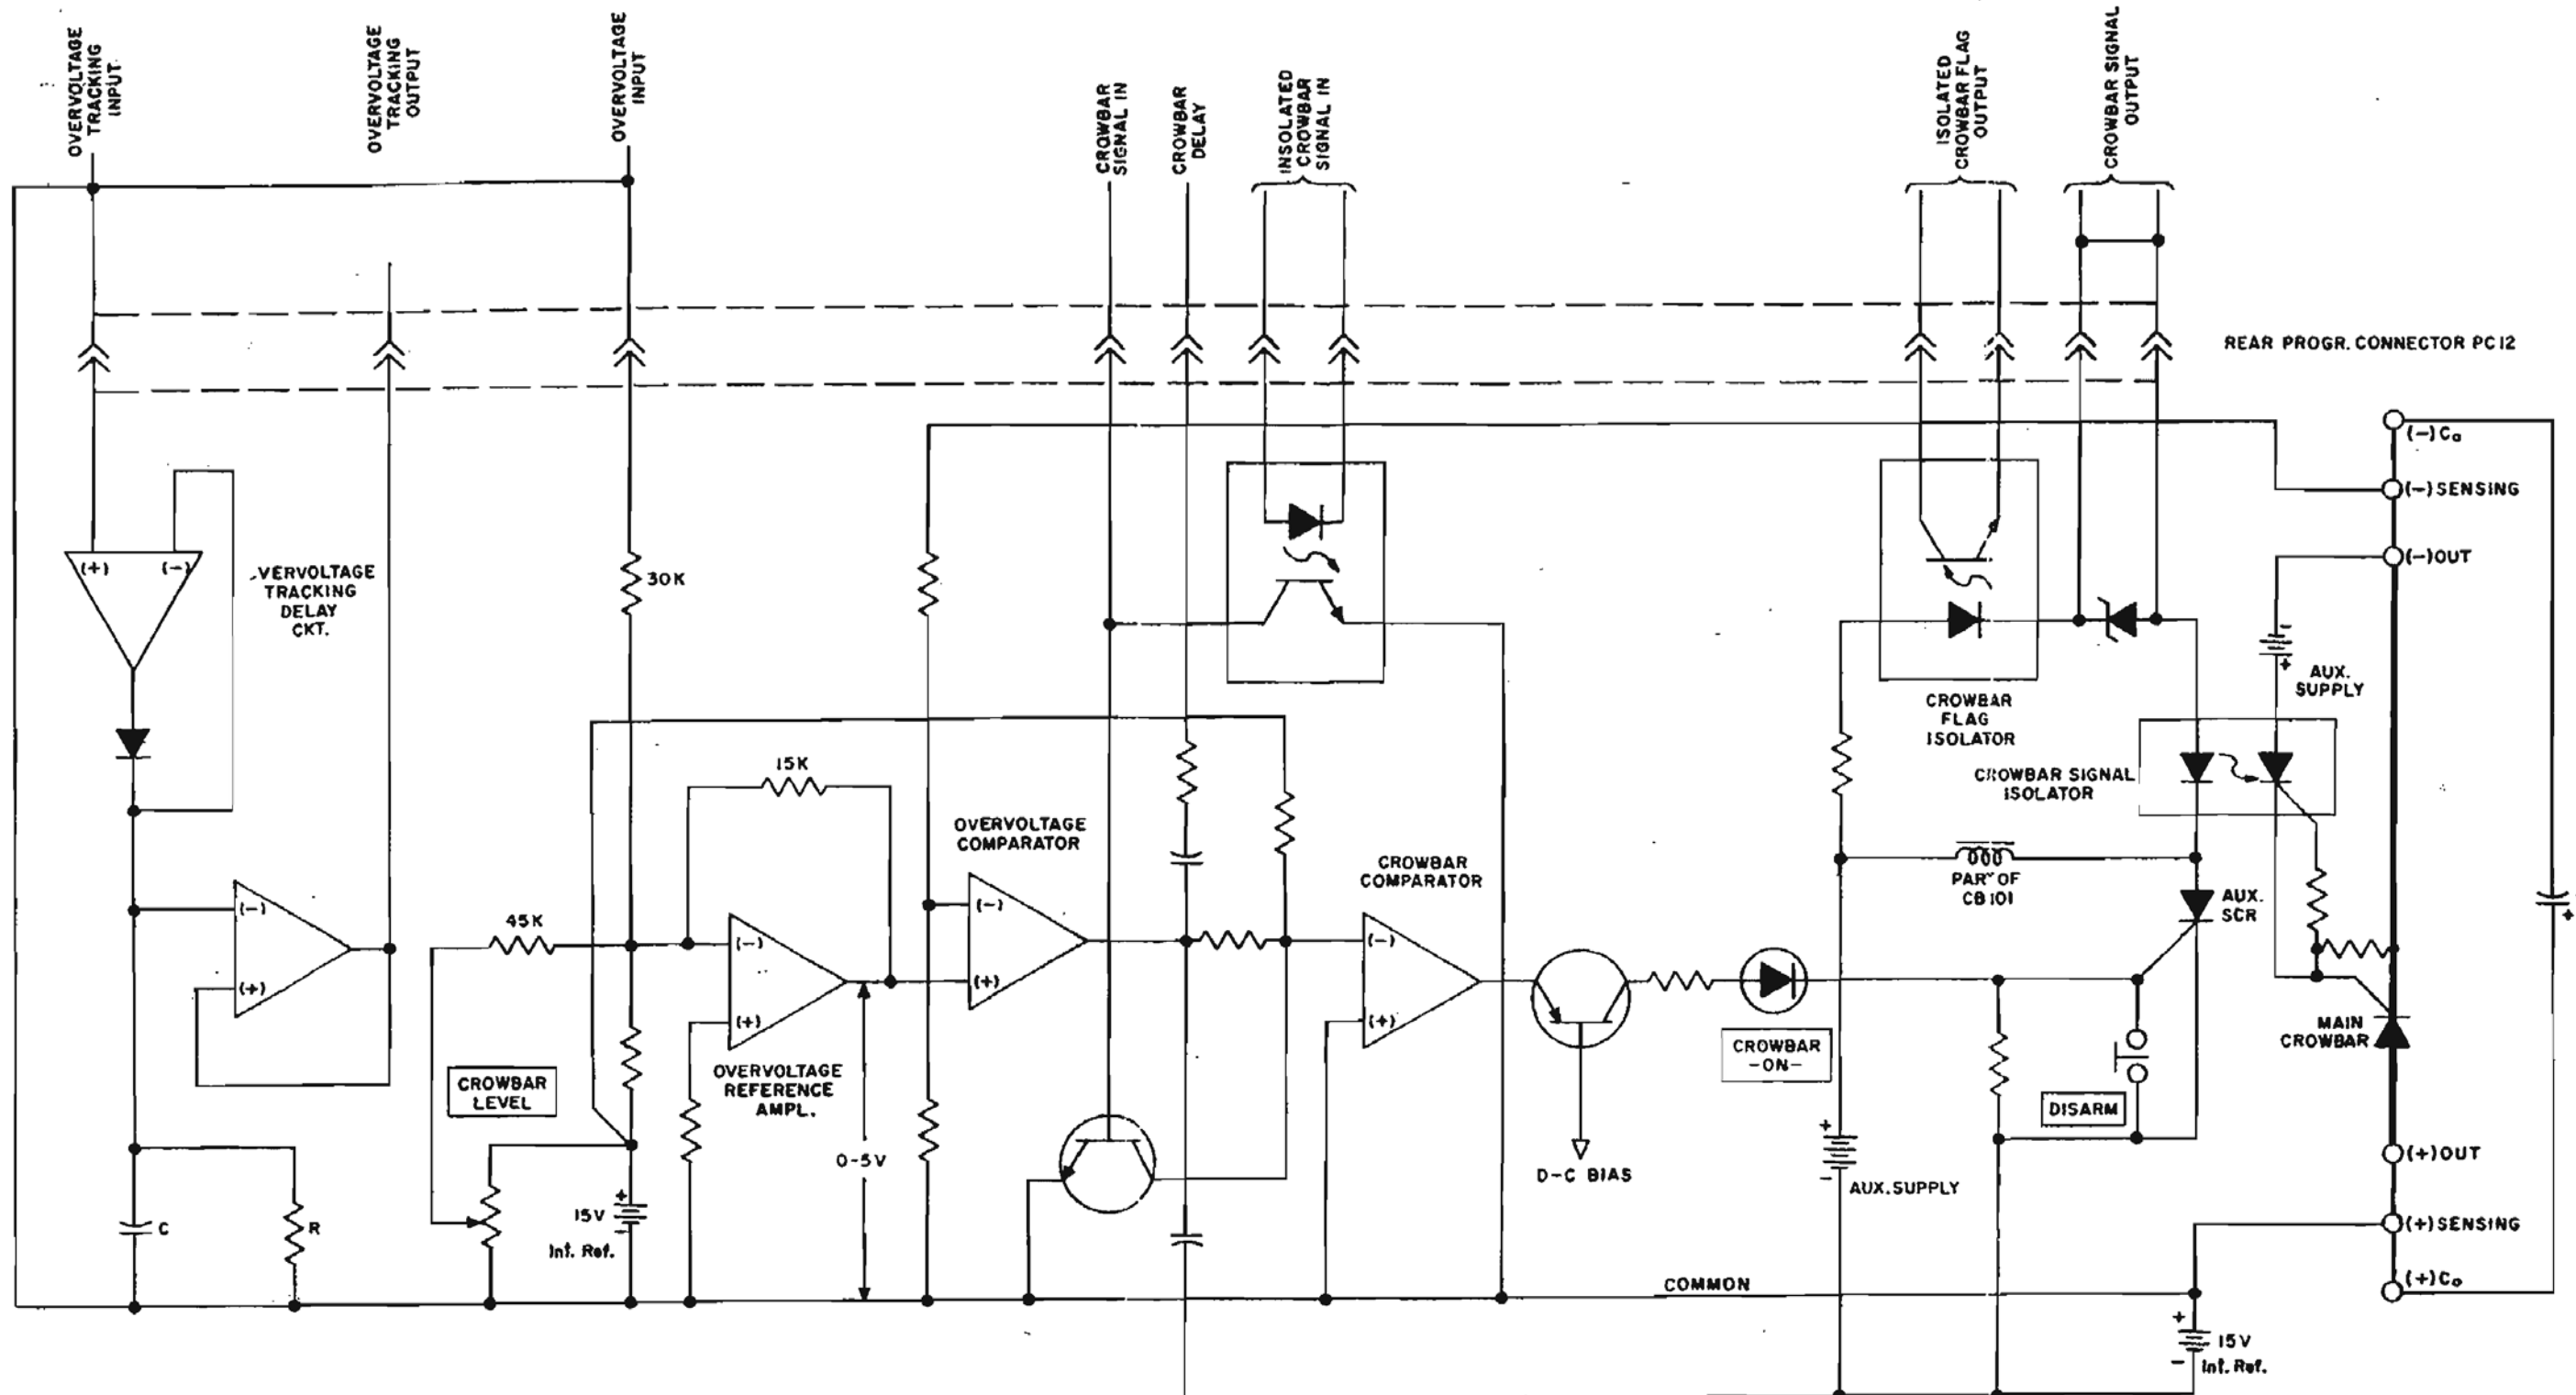 OVERVOLTAGE
TRACKING
INPUT
OVERVOLTAGE
TRACKING
OUTPUT
OVERVOLTAGE
INPUT
CROWBAR
SIGNAL IN
CROWBAR
DELAY
INSOLATED
CROWBAR
SIGNAL IN
ISOLATED
CROWBAR FLAG
OUTPUT
CROWBAR SIGNAL
OUTPUT
REAR PROGR. CONNECTOR PC12
(-) Co
(-) SENSING
(-) OUT
(+)
(-)
VERVOLTAGE
TRACKING
DELAY
CKT.
30K
-
+
AUX.
SUPPLY
CROWBAR
FLAG
ISOLATOR
CROWBAR SIGNAL
ISOLATOR
15K
OVERVOLTAGE
COMPARATOR
CROWBAR
COMPARATOR
PART OF
CB101
AUX.
SCR
+
(-)
(+)
45K
(-)
(+)
OVERVOLTAGE
REFERENCE
AMPL.
(-)
(+)
(-)
(+)
CROWBAR
-ON-
MAIN
CROWBAR
CROWBAR
LEVEL
DISARM
0-5V
D-C BIAS
+
-
AUX. SUPPLY
(+) OUT
C
R
+
15V
-
Int. Ref.
(+) SENSING
COMMON
(+) Co
+
15V
-
Int. Ref.